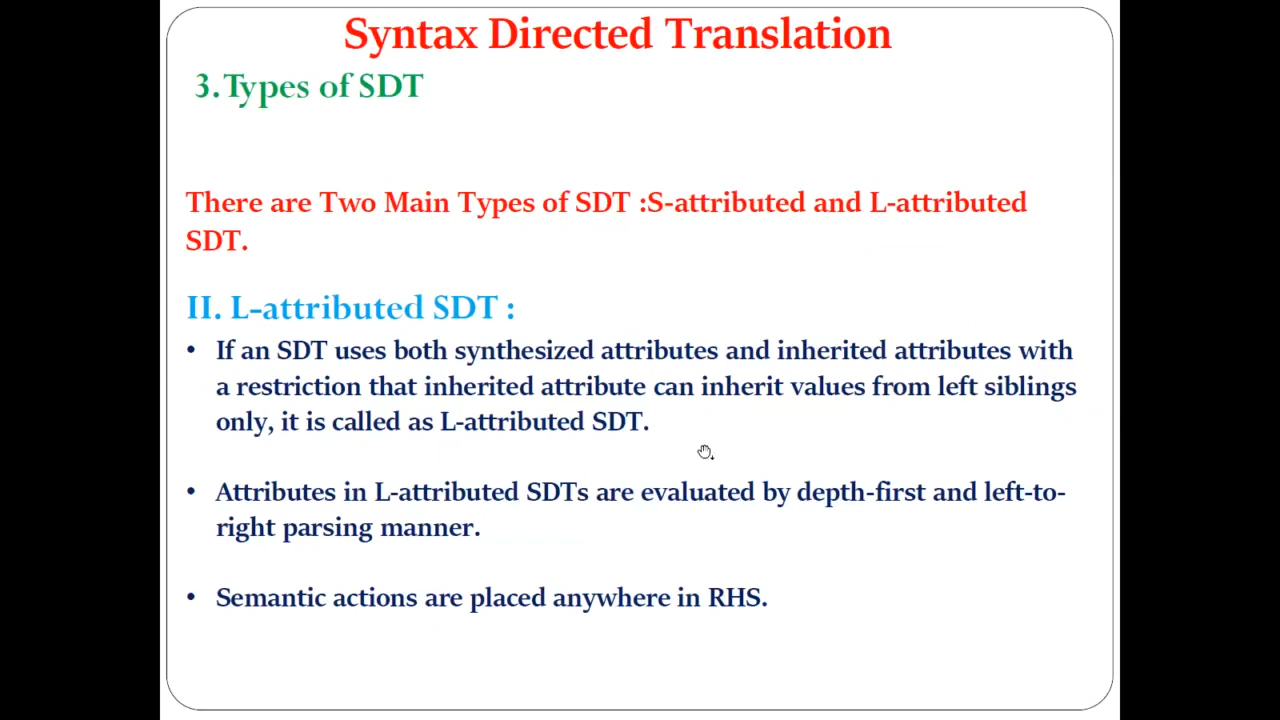 Syntax Directed Translation
3. Types of SDT
There are Two Main Types of SDT :S-attributed and L-attributed
SDT.
II. L-attributed SDT :
• If an SDT uses both synthesized attributes and inherited attributes with
a restriction that inherited attribute can inherit values from left siblings
only, it is called as L-attributed SDT.
• Attributes in L-attributed SDTs are evaluated by depth-first and left-to-
right parsing manner.
• Semantic actions are placed anywhere in RHS.